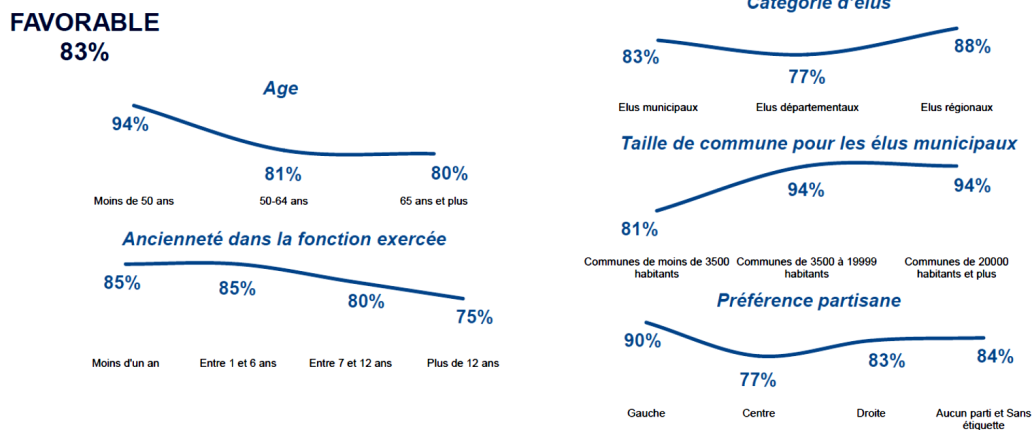 FAVORABLE
83%
Age
94%
81%
80%
Moins de 50 ans
50-64 ans
65 ans et plus
Ancienneté dans la fonction exercée
85%
85%
80%
75%
Moins d'un an
Entre 1 et 6 ans
Entre 7 et 12 ans
Plus de 12 ans
Catégorie d'élus
83%
77%
88%
Elus municipaux
Elus départementaux
Elus régionaux
Taille de commune pour les élus municipaux
81%
94%
94%
Communes de moins de 3500
habitants
Communes de 3500 à 19999
habitants
Communes de 20000
habitants et plus
Préférence partisane
90%
77%
83%
84%
Gauche
Centre
Droite
Aucun parti et Sans
étiquette